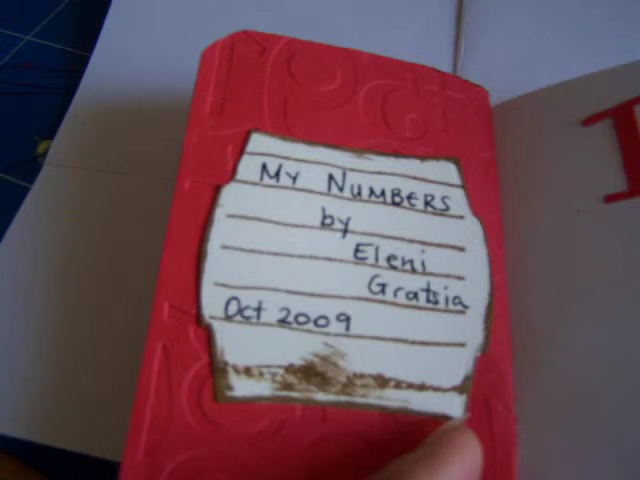 My NUMBERS
by
Eleni
Gratsia
Oct 2009